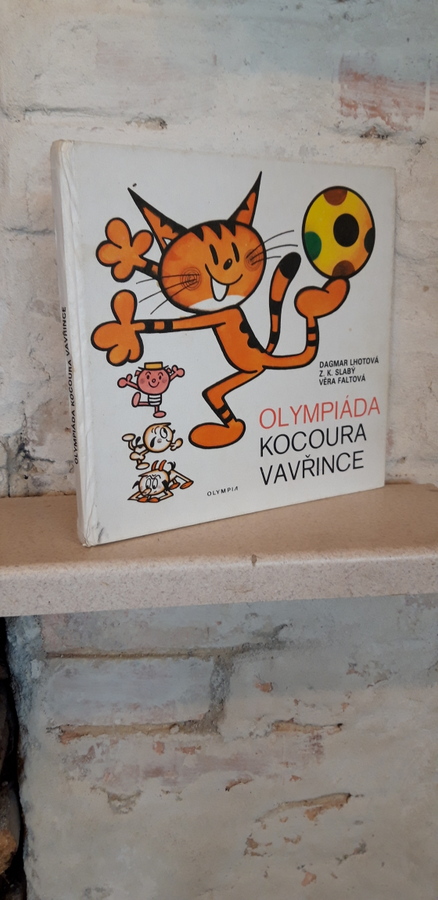 OLYMPIÁDA KOCOURA VAVŘINCE
DAGMAR LHOTOVÁ
Z. K. SLABÝ
VĚRA FALTOVÁ
OLYMPIÁDA
KOCOURA
VAVŘINCE
OLYMPIA